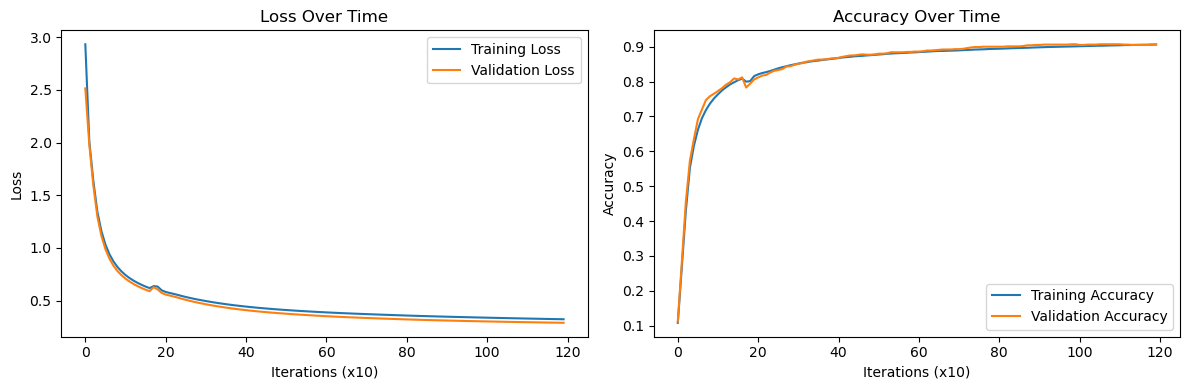 Loss Over Time
3.0
2.5
2.0
1.5
1.0
0.5
Loss
Training Loss
Validation Loss
0 20 40 60 80 100 120
Iterations (x10)
Accuracy Over Time
0.9
0.8
0.7
0.6
0.5
0.4
0.3
0.2
0.1
Accuracy
Training Accuracy
Validation Accuracy
0 20 40 60 80 100 120
Iterations (x10)